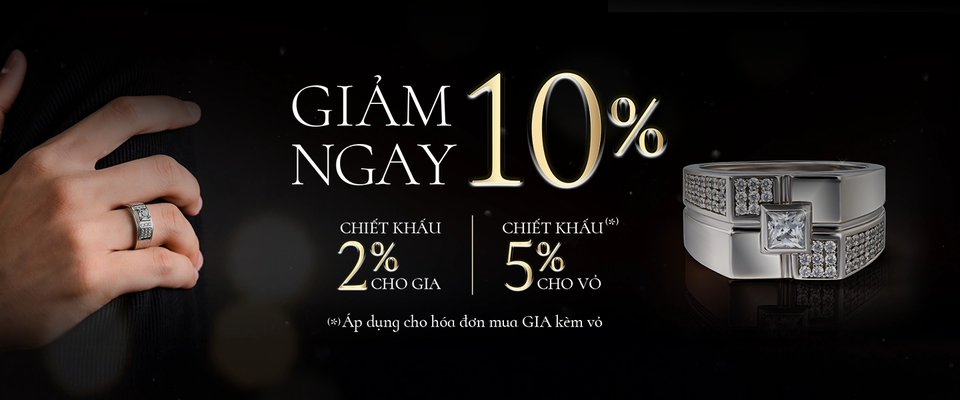 GIẢM
NGAY
10%
CHIẾT KHẤU
2%
CHO GIA
CHIẾT KHẤU(*)
5%
CHO VỎ
(*)Áp dụng cho hóa đơn mua GIA kèm vỏ